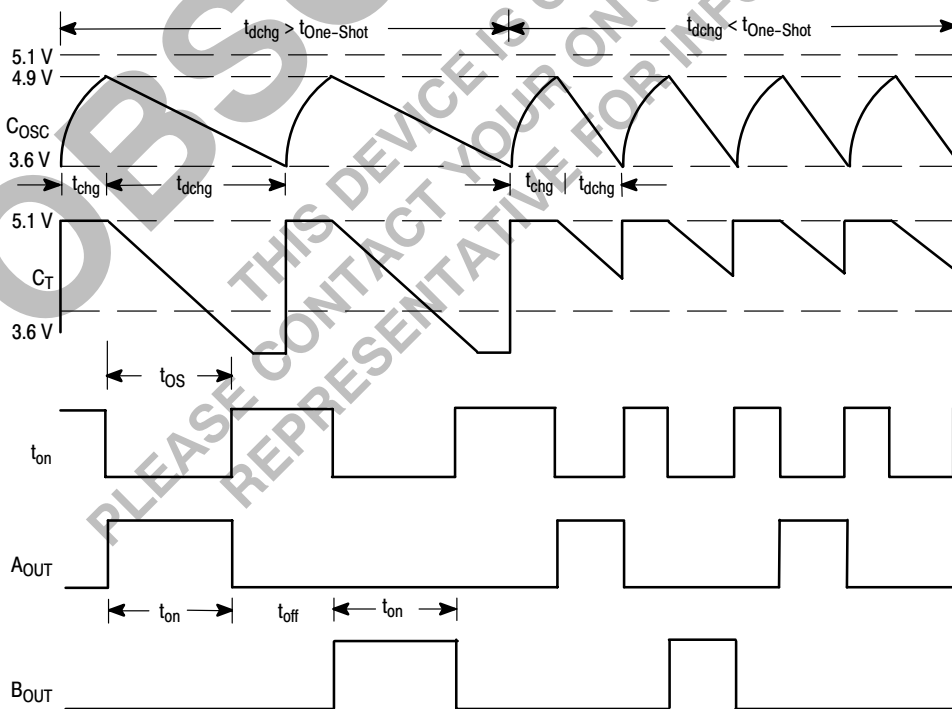 t_dchg > t_One-Shot
t_dchg < t_One-Shot
5.1 V
4.9 V
C_OSC
3.6 V
t_chg
t_dchg
t_chg
t_dchg
5.1 V
C_T
3.6 V
t_OS
t_on
A_OUT
t_on
t_off
t_on
B_OUT
THIS DEVICE IS
PLEASE CONTACT YOUR ON
REPRESENTATIVE FOR